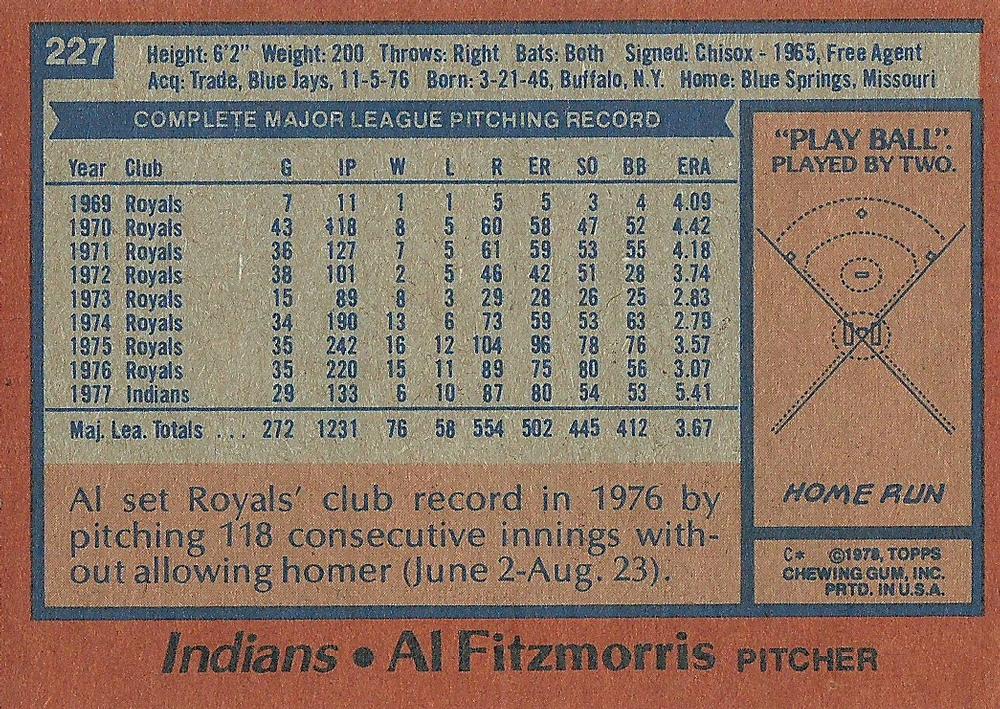 227
Height: 6'2" Weight: 200 Throws: Right Bats: Both Signed: Chisox - 1965, Free Agent
Acq: Trade, Blue Jays, 11-5-76 Born: 3-21-46, Buffalo, N.Y. Home: Blue Springs, Missouri
COMPLETE MAJOR LEAGUE PITCHING RECORD
Year Club G IP W L R ER SO BB ERA
1969 Royals 7 11 1 1 5 5 3 4 4.09
1970 Royals 43 118 8 5 60 58 47 52 4.42
1971 Royals 36 127 7 5 61 59 53 55 4.18
1972 Royals 38 101 2 5 46 42 51 28 3.74
1973 Royals 15 89 8 3 29 28 26 25 2.83
1974 Royals 34 190 13 6 73 59 53 63 2.79
1975 Royals 35 242 16 12 104 96 78 76 3.57
1976 Royals 35 220 15 11 89 75 80 56 3.07
1977 Indians 29 133 6 10 87 80 54 53 5.41
Maj. Lea. Totals ... 272 1231 76 58 554 502 445 412 3.67
Al set Royals' club record in 1976 by
pitching 118 consecutive innings with-
out allowing homer (June 2-Aug. 23).
"PLAY BALL".
PLAYED BY TWO.
HOME RUN
C* ©1978, TOPPS
CHEWING GUM, INC.
PRTD. IN U.S.A.
Indians • Al Fitzmorris PITCHER